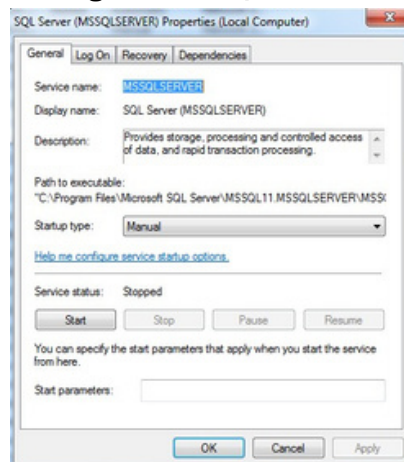 SQL Server (MSSQLSERVER) Properties (Local Computer)
General Log On Recovery Dependencies
Service name: MSSQLSERVER
Display name: SQL Server (MSSQLSERVER)
Description: Provides storage, processing and controlled access
of data, and rapid transaction processing.
Path to executable:
"C:\Program Files\Microsoft SQL Server\MSSQL11.MSSQLSERVER\MSS
Startup type: Manual
Help me configure service startup options.
Service status: Stopped
Start Stop Pause Resume
You can specify the start parameters that apply when you start the service
from here.
Start parameters:
OK Cancel Apply